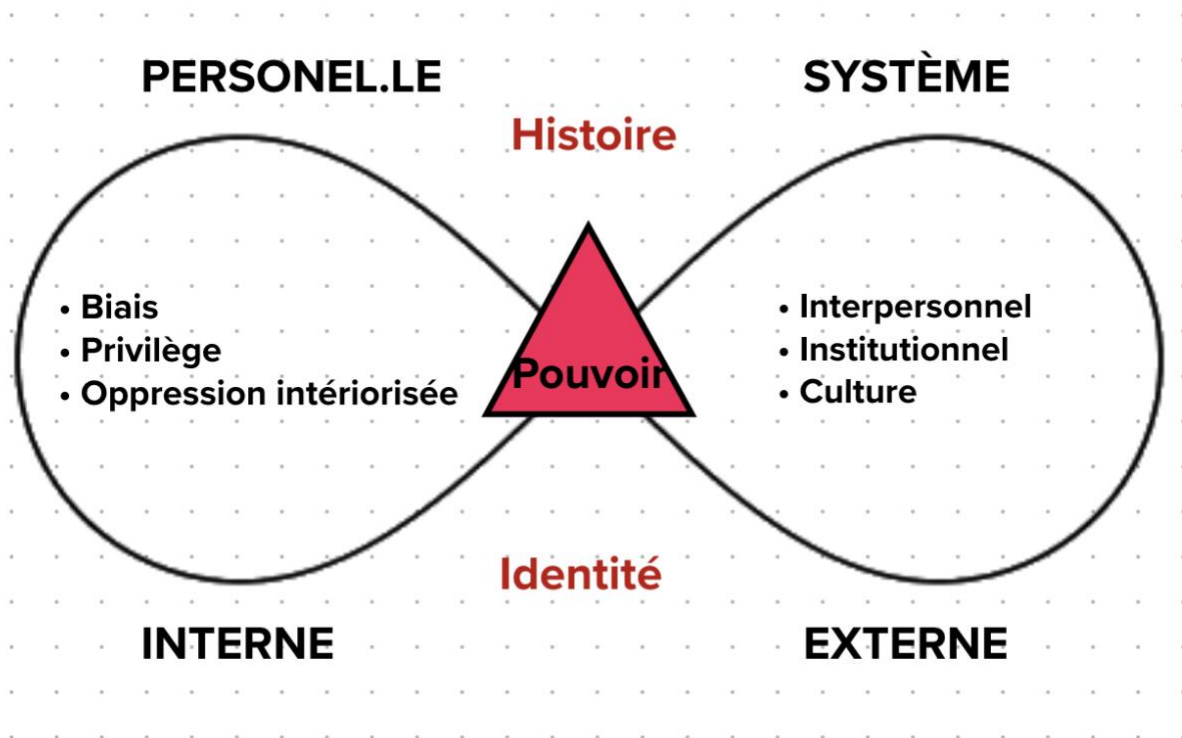 PERSONEL.LE
SYSTÈME
Histoire
• Biais
• Privilège
• Oppression intériorisée
Pouvoir
• Interpersonnel
• Institutionnel
• Culture
Identité
INTERNE
EXTERNE